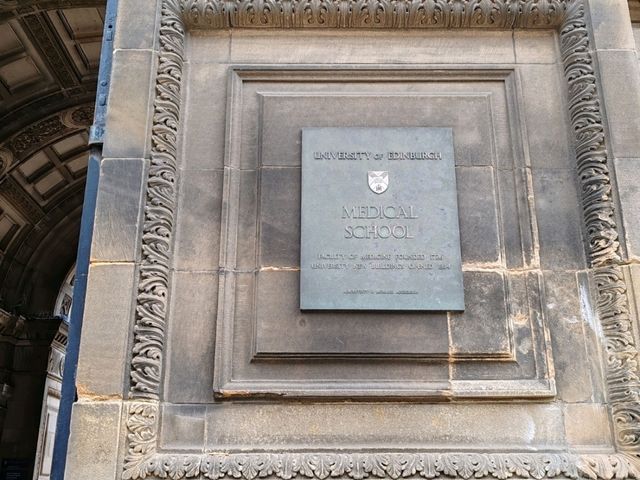 UNIVERSITY OF EDINBURGH
MEDICAL
SCHOOL
FACULTY OF MEDICINE FOUNDED 1726
UNIVERSITY NEW BUILDINGS OPENED 1884